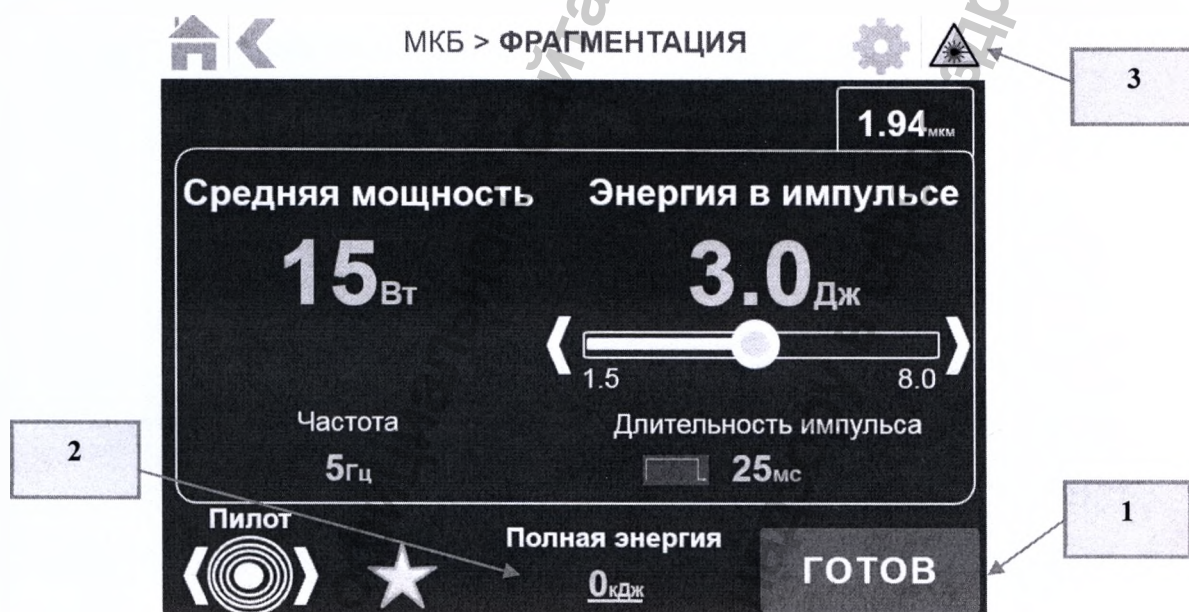 МКБ > ФРАГМЕНТАЦИЯ
3
1.94мкм
Средняя мощность
Энергия в импульсе
15Вт
3.0Дж
1.5
8.0
Частота
Длительность импульса
2
5Гц
25мс
1
Пилот
Полная энергия
ГОТОВ
0кДж